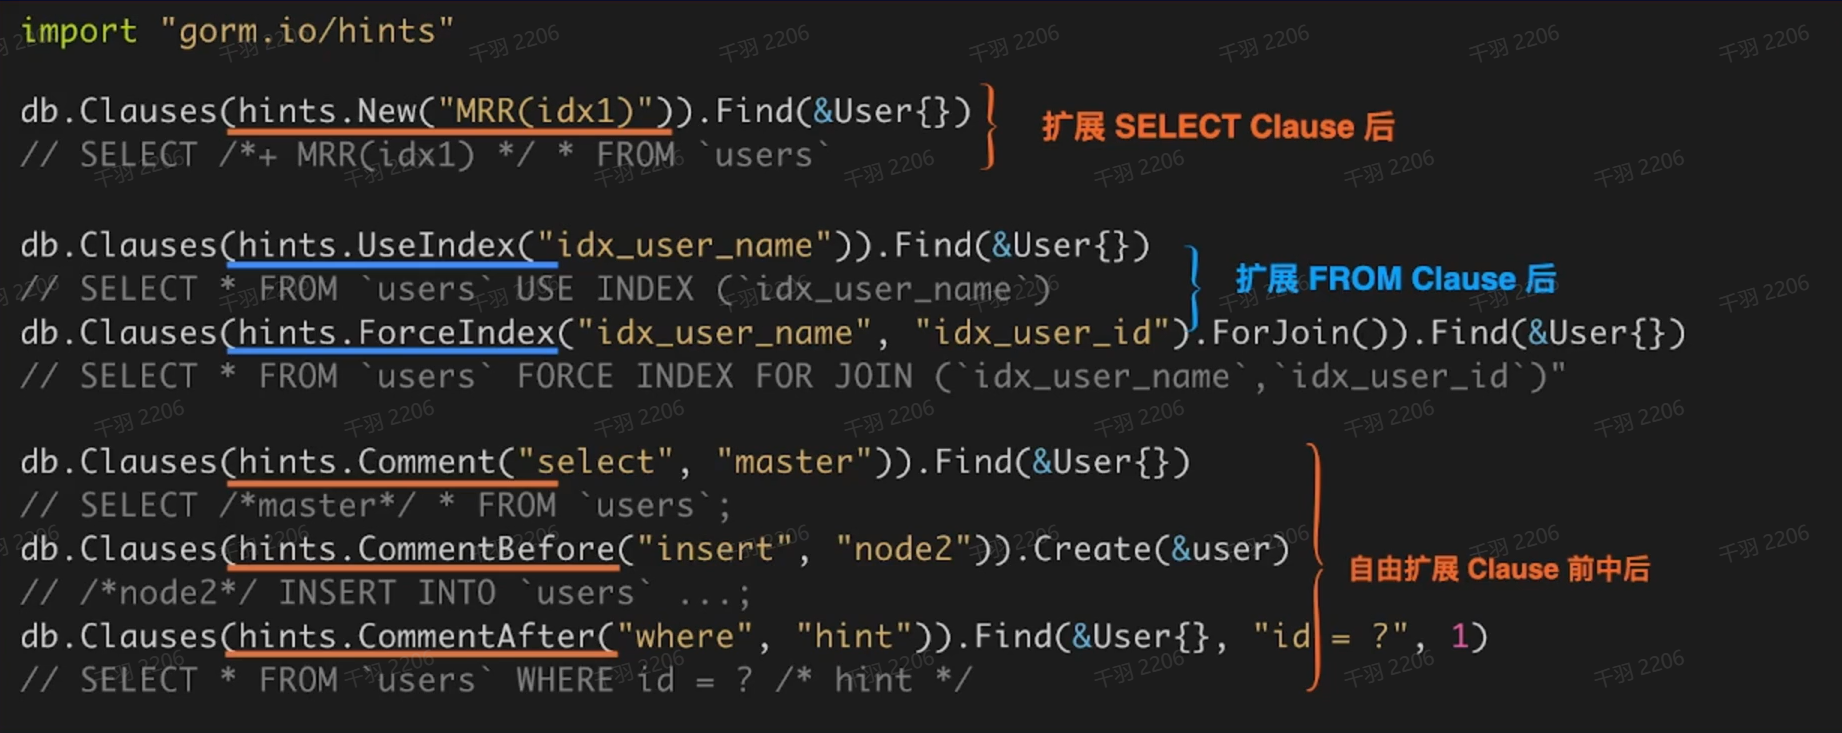 import "gorm.io/hints"
db.Clauses(hints.New("MRR(idx1)")).Find(&User{})
扩展 SELECT Clause 后
// SELECT /*+ MRR(idx1) */ * FROM `users`
db.Clauses(hints.UseIndex("idx_user_name")).Find(&User{})
扩展 FROM Clause 后
// SELECT * FROM `users` USE INDEX (`idx_user_name`)
db.Clauses(hints.ForceIndex("idx_user_name", "idx_user_id").ForJoin()).Find(&User{})
// SELECT * FROM `users` FORCE INDEX FOR JOIN (`idx_user_name`,`idx_user_id`)"
db.Clauses(hints.Comment("select", "master")).Find(&User{})
// SELECT /*master*/ * FROM `users`;
db.Clauses(hints.CommentBefore("insert", "node2")).Create(&user)
自由扩展 Clause 前中后
// /*node2*/ INSERT INTO `users` ...;
db.Clauses(hints.CommentAfter("where", "hint")).Find(&User{}, "id = ?", 1)
// SELECT * FROM `users` WHERE id = ? /* hint */
千羽 2206